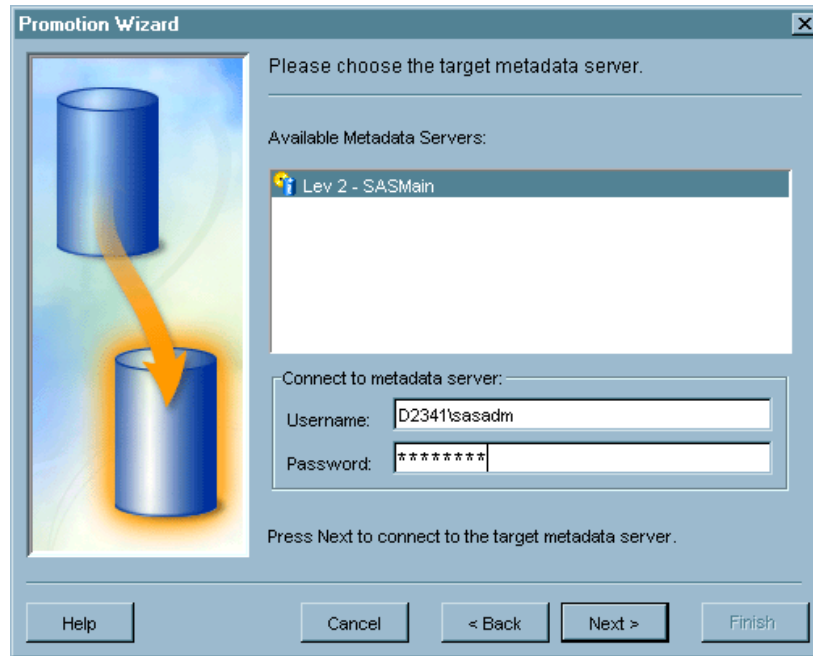 Promotion Wizard
Please choose the target metadata server.
Available Metadata Servers:
Lev 2 - SASMain
Connect to metadata server:
Username: D2341\sasadm
Password: ********
Press Next to connect to the target metadata server.
Help Cancel < Back Next > Finish